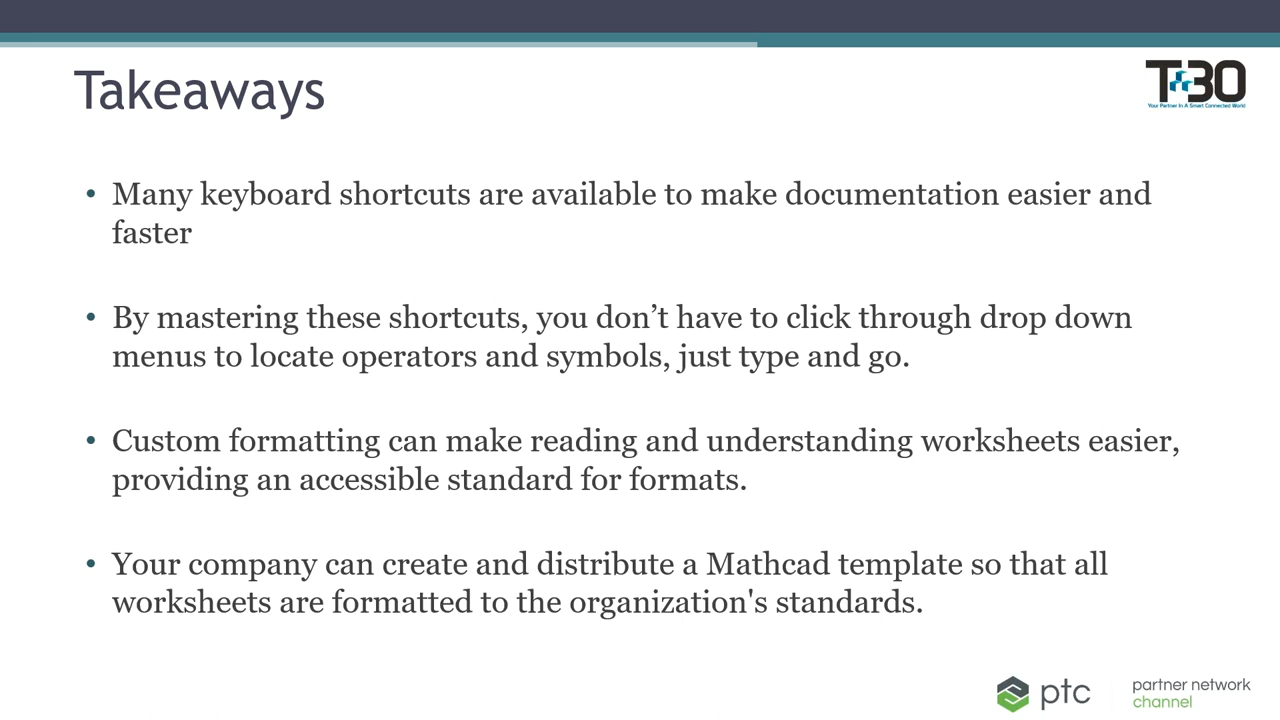 Takeaways
T30
Your Partner In A Smart Connected World
• Many keyboard shortcuts are available to make documentation easier and
faster
• By mastering these shortcuts, you don’t have to click through drop down
menus to locate operators and symbols, just type and go.
• Custom formatting can make reading and understanding worksheets easier,
providing an accessible standard for formats.
• Your company can create and distribute a Mathcad template so that all
worksheets are formatted to the organization's standards.
ptc
partner network
channel